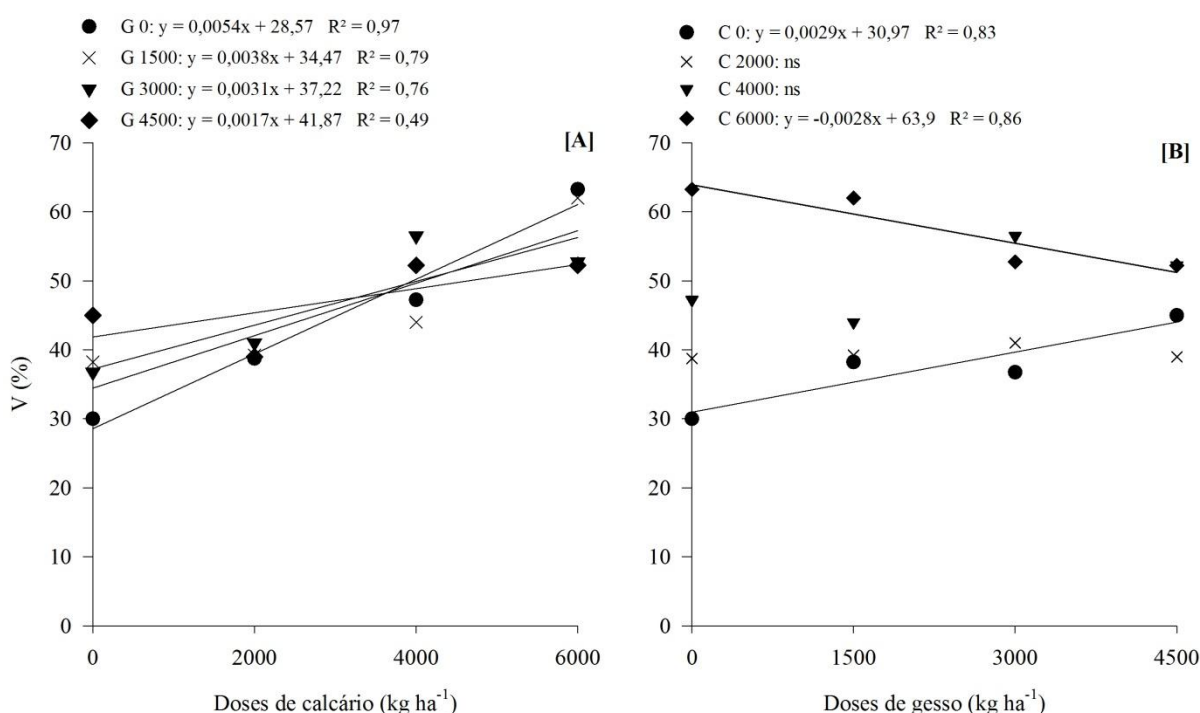 G 0: y = 0,0054x + 28,57 R² = 0,97
G 1500: y = 0,0038x + 34,47 R² = 0,79
G 3000: y = 0,0031x + 37,22 R² = 0,76
G 4500: y = 0,0017x + 41,87 R² = 0,49
[A]
V (%)
70
60
50
40
30
20
10
0
0 2000 4000 6000
Doses de calcário (kg ha⁻¹)
C 0: y = 0,0029x + 30,97 R² = 0,83
C 2000: ns
C 4000: ns
C 6000: y = -0,0028x + 63,9 R² = 0,86
[B]
70
60
50
40
30
20
10
0
0 1500 3000 4500
Doses de gesso (kg ha⁻¹)